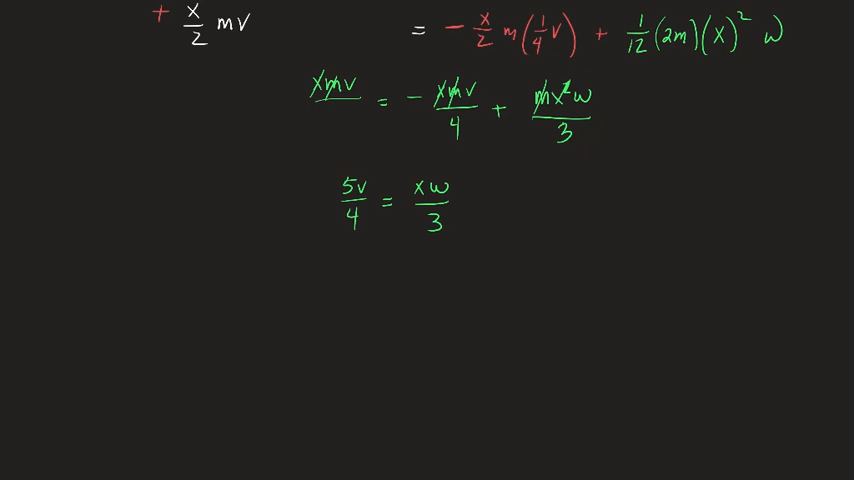 + x/2 mv = - x/2 m(1/4 v) + 1/12 (2m)(x)² ω
xmv = - xmv/4 + mx²ω/3
5v/4 = xω/3